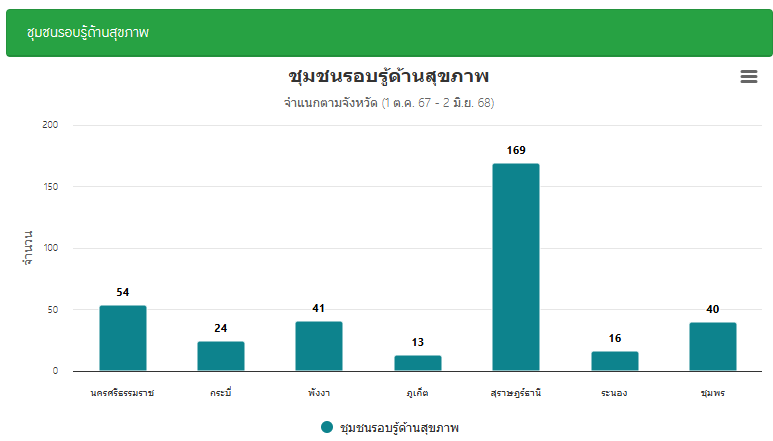 ชุมชนรอบรู้ด้านสุขภาพ
ชุมชนรอบรู้ด้านสุขภาพ
จำแนกตามจังหวัด (1 ต.ค. 67 - 2 มิ.ย. 68)
จำนวน
200
150
100
50
0
54
24
41
13
169
16
40
นครศรีธรรมราช
กระบี่
พังงา
ภูเก็ต
สุราษฎร์ธานี
ระนอง
ชุมพร
ชุมชนรอบรู้ด้านสุขภาพ